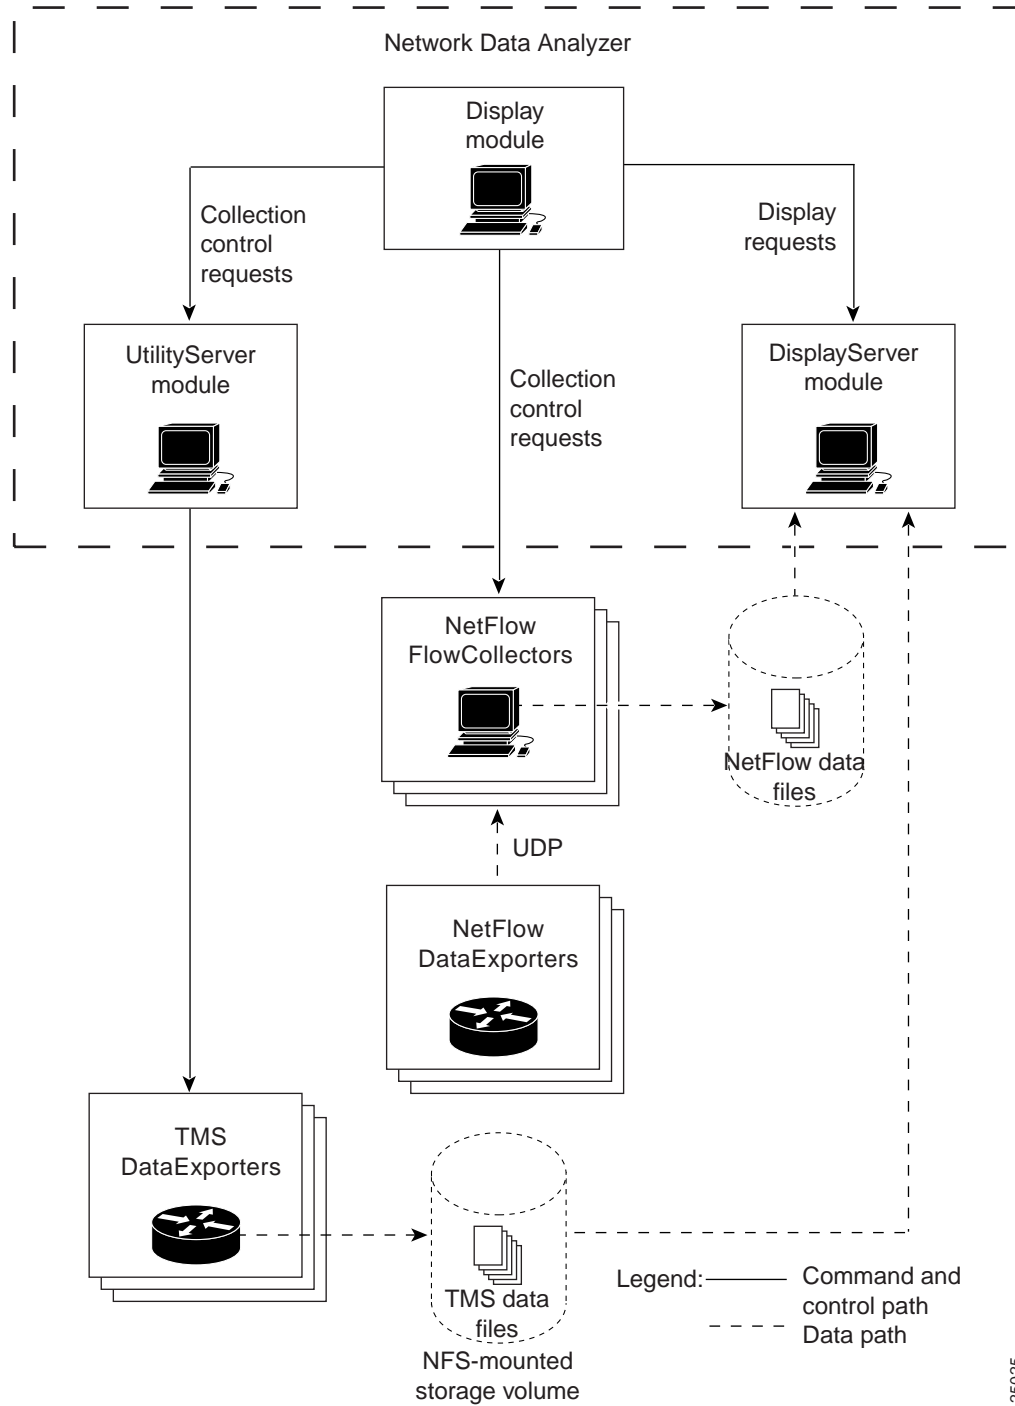 Network Data Analyzer
Display
module
Collection
control
requests
Display
requests
UtilityServer
module
Collection
control
requests
DisplayServer
module
NetFlow
FlowCollectors
NetFlow data
files
UDP
NetFlow
DataExporters
TMS
DataExporters
TMS data
files
NFS-mounted
storage volume
Legend:
Command and
control path
Data path